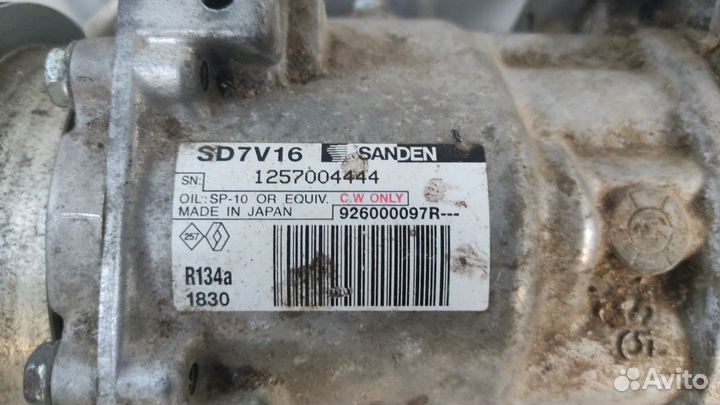 SD7V16 SANDEN
SN: 1257004444
OIL:SP-10 OR EQUIV. C.W ONLY
MADE IN JAPAN 926000097R---
257
R134a
1830
Avito